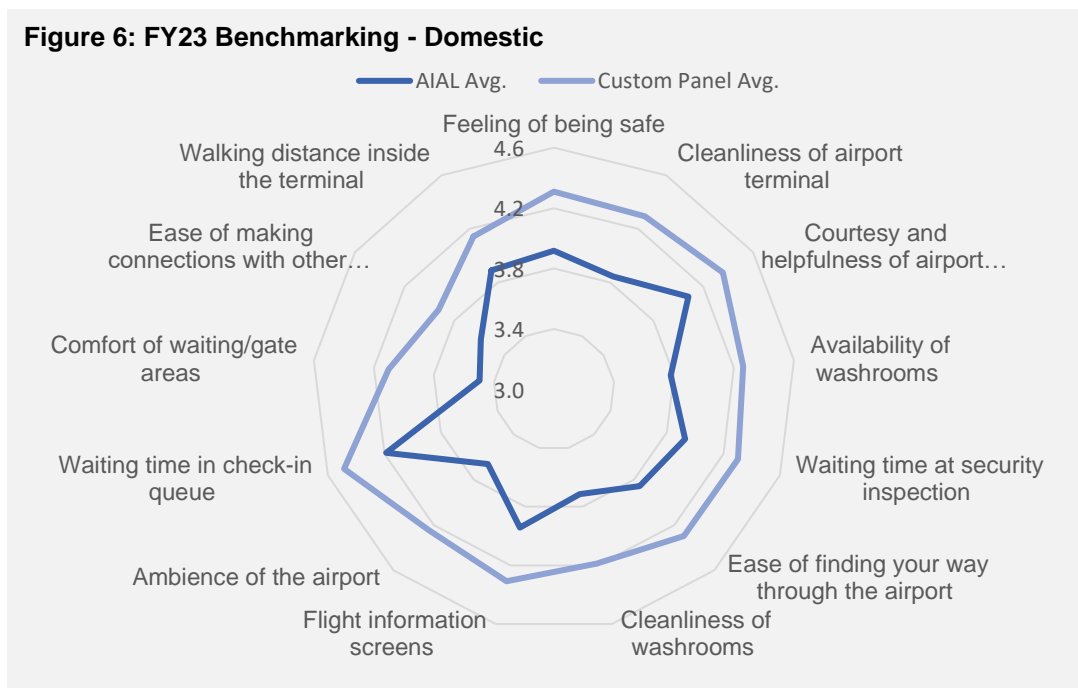 Figure 6: FY23 Benchmarking - Domestic
AIAL Avg.
Custom Panel Avg.
Feeling of being safe
Cleanliness of airport
terminal
Courtesy and
helpfulness of airport…
Availability of
washrooms
Waiting time at security
inspection
Ease of finding your way
through the airport
Cleanliness of
washrooms
Flight information
screens
Ambience of the airport
Waiting time in check-in
queue
Comfort of waiting/gate
areas
Ease of making
connections with other…
Walking distance inside
the terminal
4.6
4.2
3.8
3.4
3.0